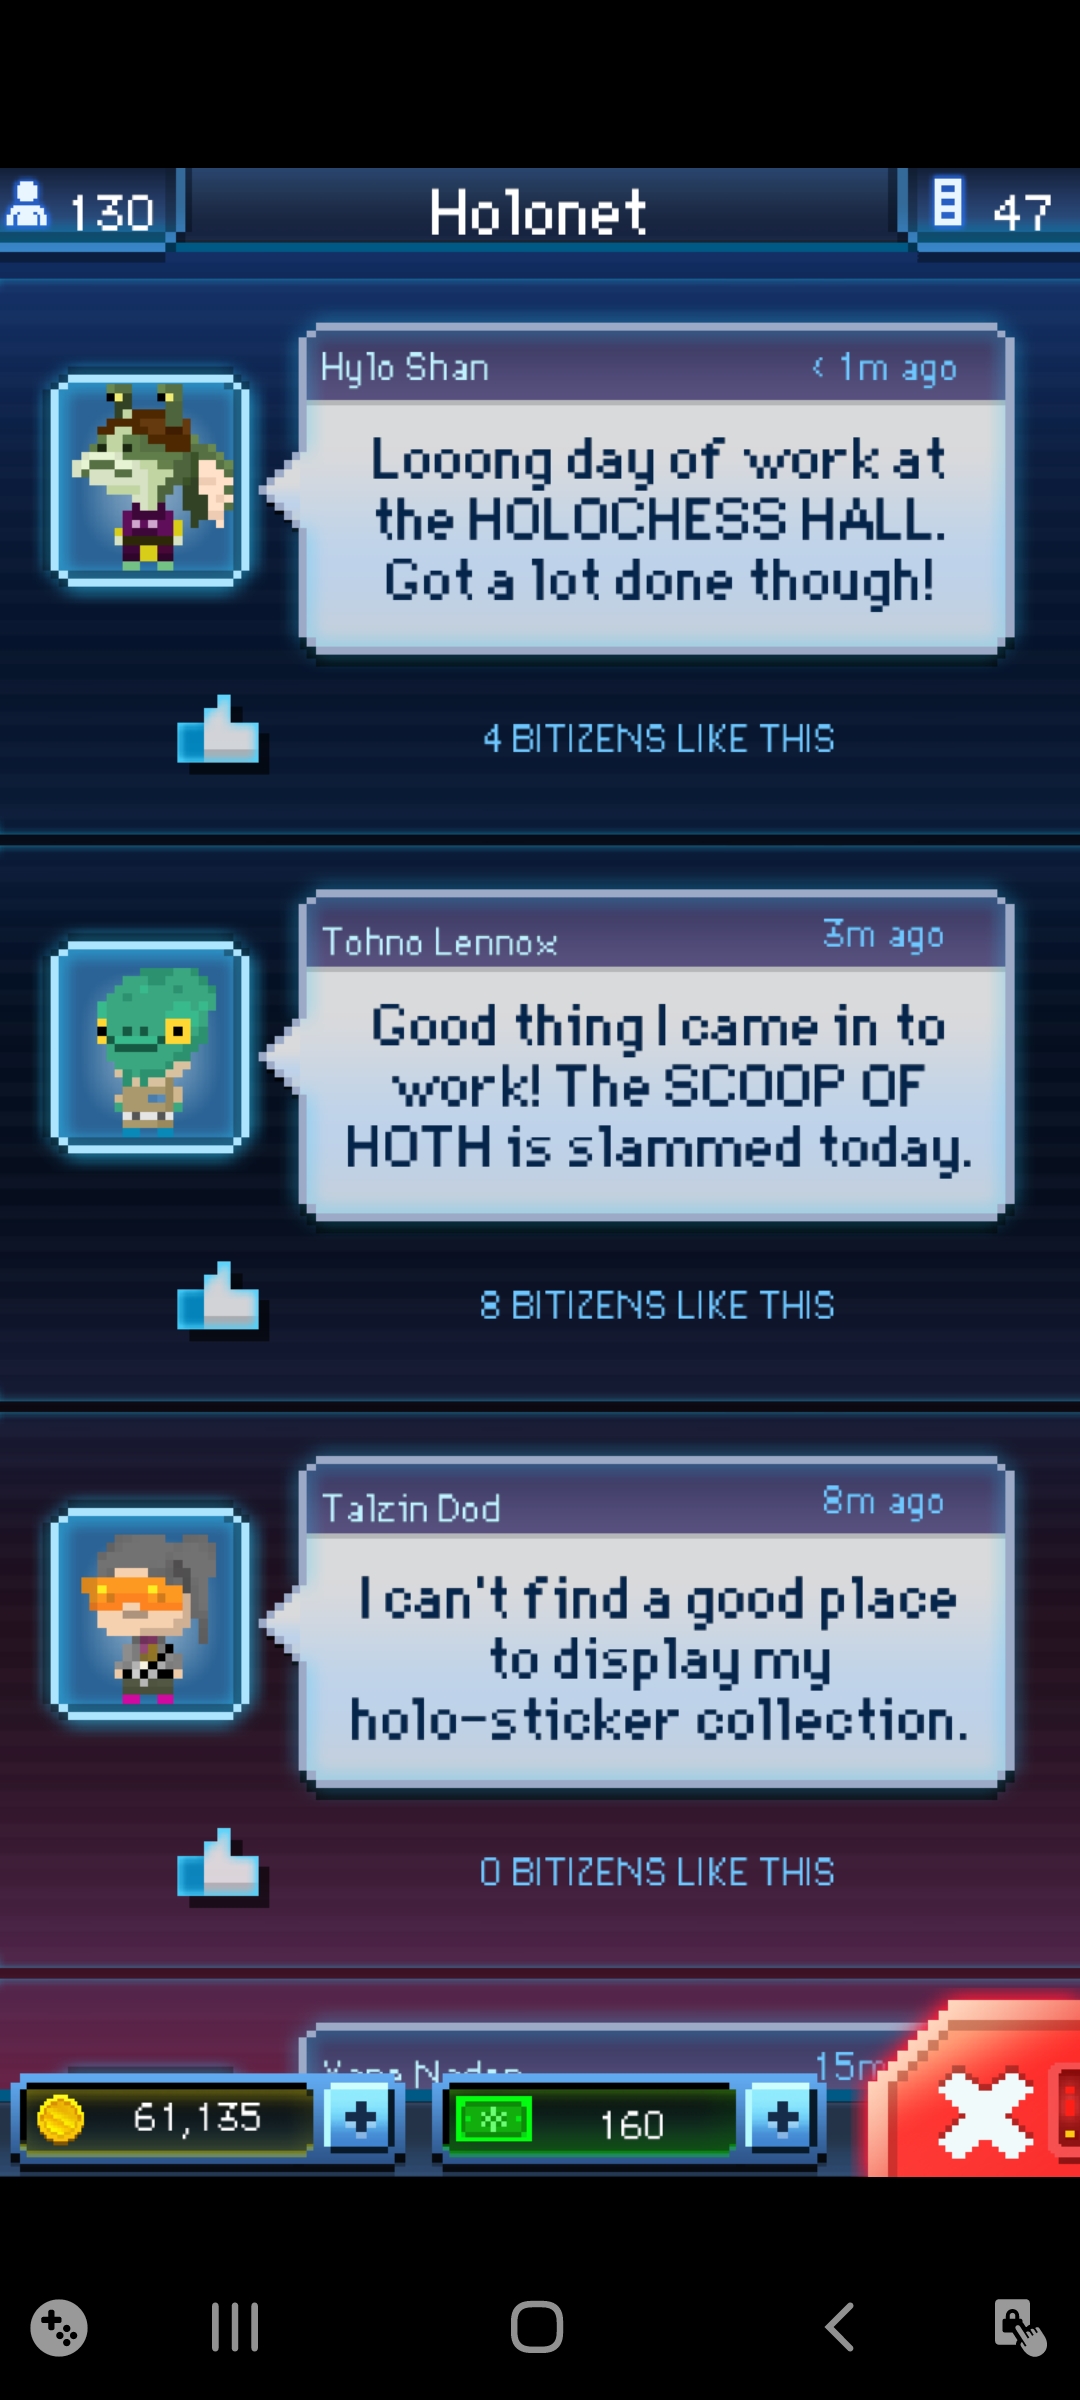 130
Holonet
47
Hylo Shan
< 1m ago
Looong day of work at
the HOLOCHESS HALL.
Got a lot done though!
4 BITIZENS LIKE THIS
Tohno Lennox
3m ago
Good thing I came in to
work! The SCOOP OF
HOTH is slammed today.
8 BITIZENS LIKE THIS
Talzin Dod
8m ago
I can't find a good place
to display my
holo-sticker collection.
0 BITIZENS LIKE THIS
15m
61,135
160